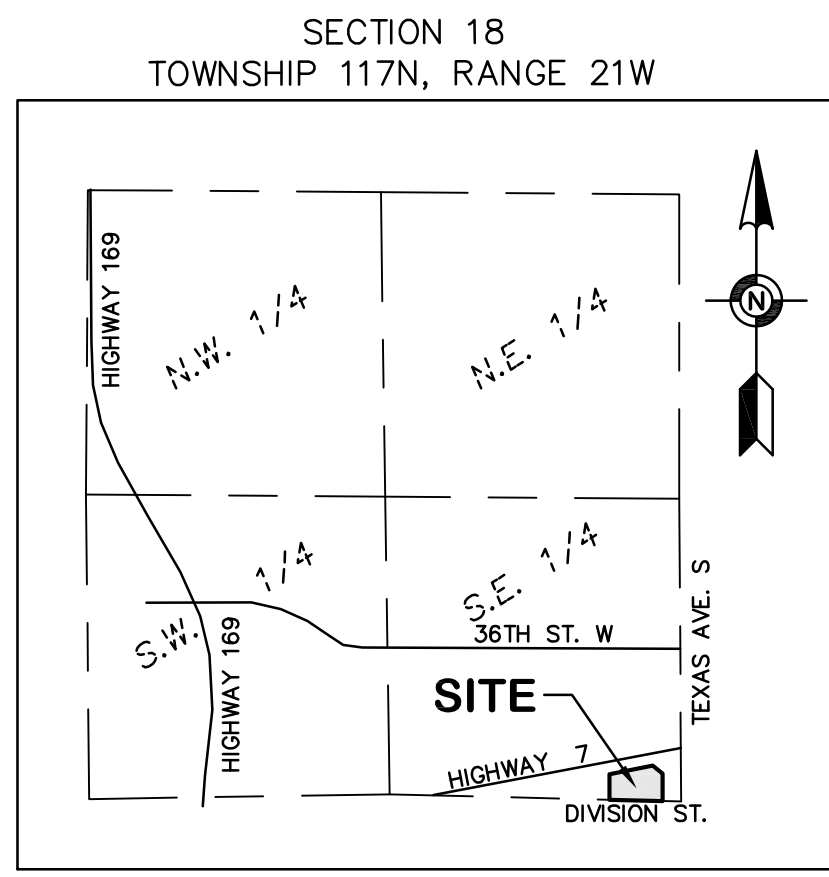 SECTION 18
TOWNSHIP 117N, RANGE 21W
HIGHWAY 169
N.W. 1/4
N.E. 1/4
N
S.W. 1/4
S.E. 1/4
36TH ST. W
TEXAS AVE. S
HIGHWAY 169
SITE
HIGHWAY 7
DIVISION ST.